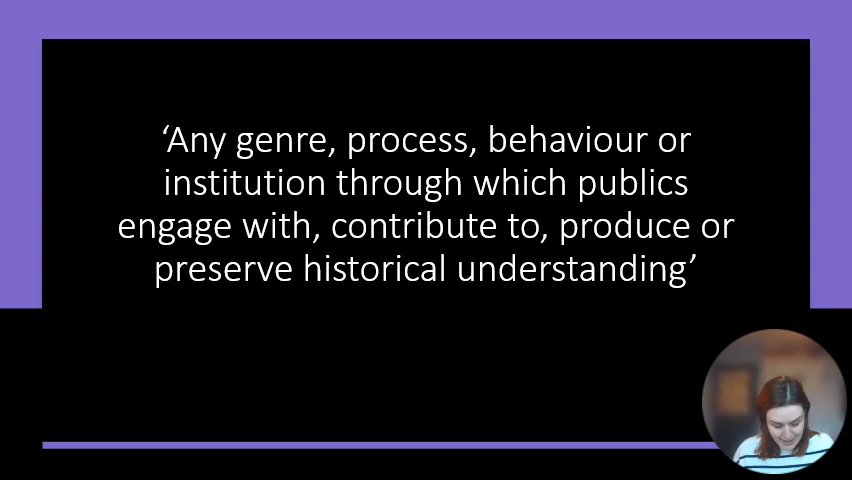 ‘Any genre, process, behaviour or
institution through which publics
engage with, contribute to, produce or
preserve historical understanding’